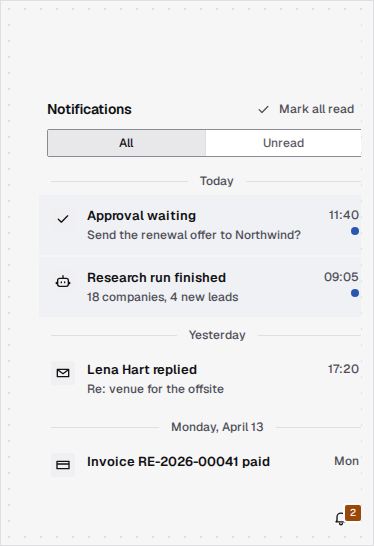 Notifications
Mark all read
All
Unread
Today
Approval waiting
11:40
Send the renewal offer to Northwind?
Research run finished
09:05
18 companies, 4 new leads
Yesterday
Lena Hart replied
17:20
Re: venue for the offsite
Monday, April 13
Invoice RE-2026-00041 paid
Mon
2